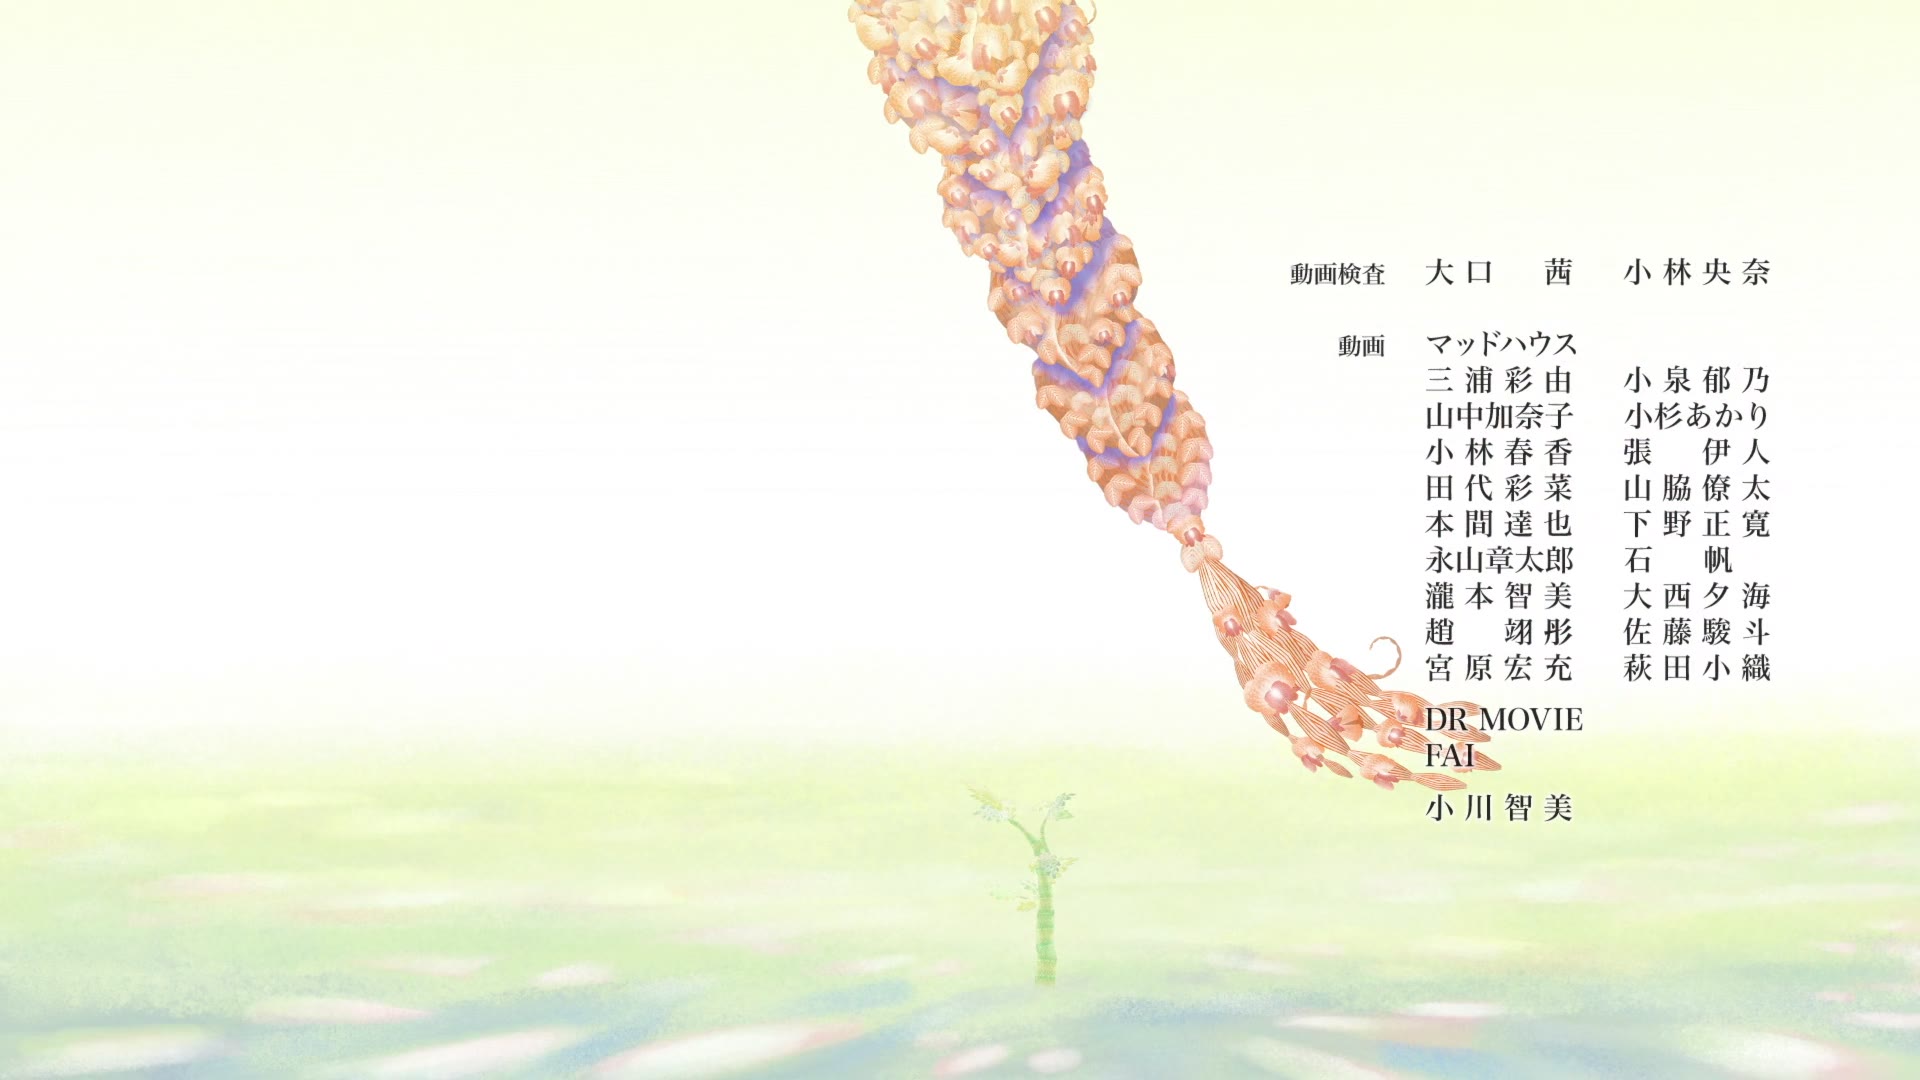 動画検査 大口 茜 小林央奈
動画 マッドハウス
三浦彩由 小泉郁乃
山中加奈子 小杉あかり
小林春香 張 伊人
田代彩菜 山脇僚太
本間達也 下野正寛
永山章太郎 石 帆
瀧本智美 大西夕海
趙 翊彤 佐藤駿斗
宮原宏充 萩田小織
DR MOVIE
FAI
小川智美